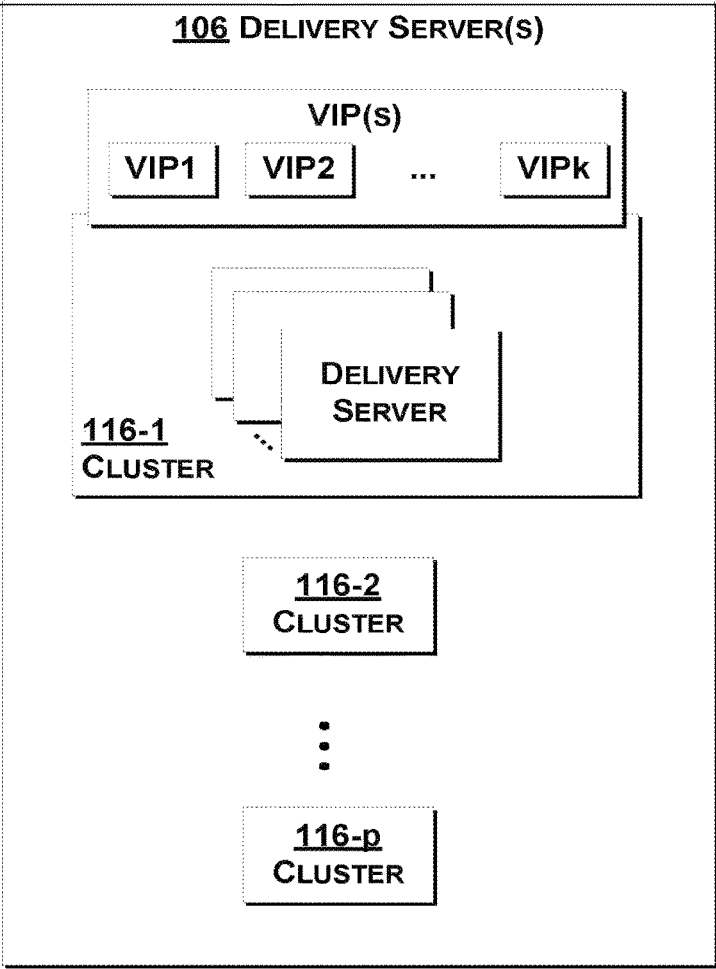 106 DELIVERY SERVER(S)
VIP(S)
VIP1 VIP2 ... VIPk
DELIVERY
SERVER
116-1
CLUSTER
116-2
CLUSTER
116-p
CLUSTER